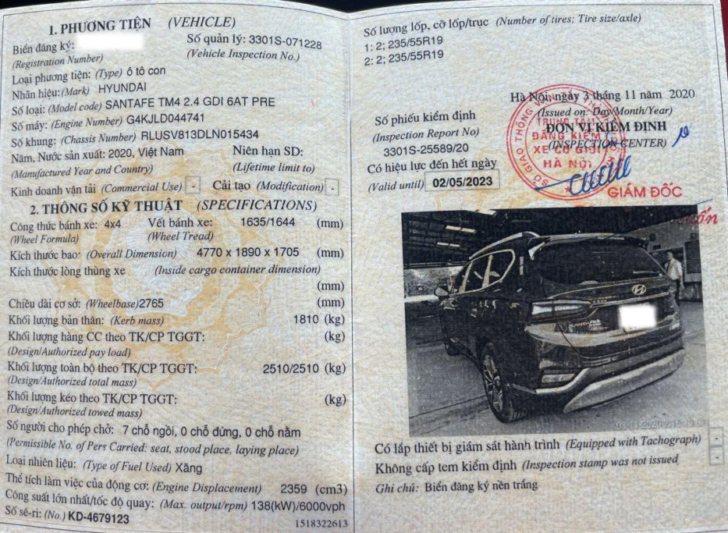 1. PHƯƠNG TIỆN (VEHICLE)
Biển đăng ký:
Số quản lý: 3301S-071228
(Registration Number)
(Vehicle Inspection No.)
Loại phương tiện: (Type) ô tô con
Nhãn hiệu: (Mark) HYUNDAI
Số loại: (Model code) SANTAFE TM4 2.4 GDI 6AT PRE
Số máy: (Engine Number) G4KJLD044741
Số khung: (Chassis Number) RLUSV813DLN015434
Năm, Nước sản xuất: 2020, Việt Nam
Niên hạn SD:
(Manufactured Year and Country)
(Lifetime limit to)
Kinh doanh vận tải (Commercial Use) -
Cải tạo (Modification) -
2. THÔNG SỐ KỸ THUẬT (SPECIFICATIONS)
Công thức bánh xe: 4x4
Vết bánh xe: 1635/1644 (mm)
(Wheel Formula)
(Wheel Tread)
Kích thước bao: (Overall Dimension) 4770 x 1890 x 1705 (mm)
Kích thước lòng thùng xe (Inside cargo container dimension)
(mm)
Chiều dài cơ sở: (Wheelbase)2765 (mm)
Khối lượng bản thân: (Kerb mass) 1810 (kg)
Khối lượng hàng CC theo TK/CP TGGT: (kg)
(Design/Authorized pay load)
Khối lượng toàn bộ theo TK/CP TGGT: 2510/2510 (kg)
(Design/Authorized total mass)
Khối lượng kéo theo TK/CP TGGT: (kg)
(Design/Authorized towed mass)
Số người cho phép chở: 7 chỗ ngồi, 0 chỗ đứng, 0 chỗ nằm
(Permissible No. of Pers Carried: seat, stood place. laying place)
Loại nhiên liệu: (Type of Fuel Used) Xăng
Thể tích làm việc của động cơ: (Engine Displacement) 2359 (cm3)
Công suất lớn nhất/tốc độ quay: (Max. output/rpm) 138(kW)/6000vph
Số sê-ri: (No.) KD-4679123
1518322613
Số lượng lốp, cỡ lốp/trục (Number of tires; Tire size/axle)
1: 2; 235/55R19
2: 2; 235/55R19
Hà Nội, ngày 3 tháng 11 năm 2020
Số phiếu kiểm định
(Issued on: Day/Month/Year)
(Inspection Report No)
ĐƠN VỊ KIỂM ĐỊNH
3301S-25589/20
(INSPECTION CENTER)
Có hiệu lực đến hết ngày
(Valid until) 02/05/2023
TRUNG TÂM
ĐĂNG KIỂM
XE CƠ GIỚI
HÀ NỘI
GIÁM ĐỐC
Có lắp thiết bị giám sát hành trình (Equipped with Tachograph) -
Không cấp tem kiểm định (Inspection stamp was not issued -
Ghi chú: Biển đăng ký nền trắng